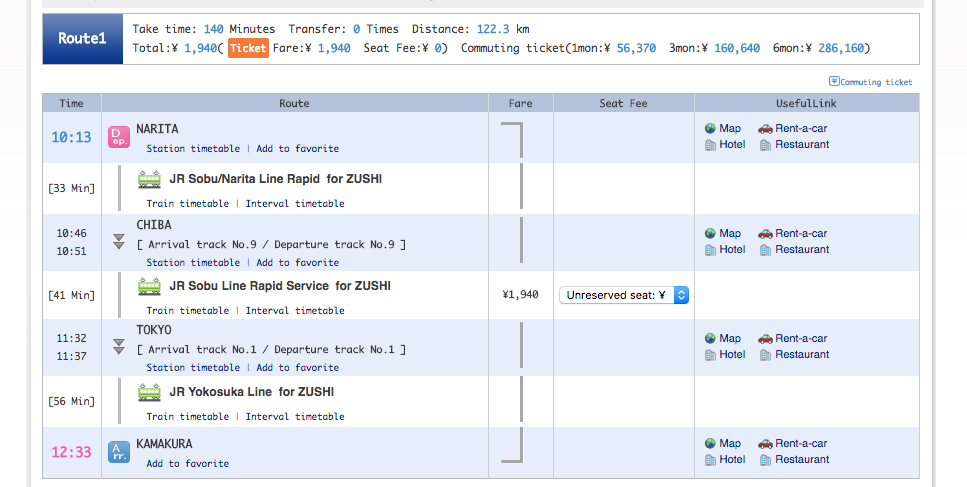 Route1
Take time: 140 Minutes Transfer: 0 Times Distance: 122.3 km
Total:¥ 1,940( Ticket Fare:¥ 1,940 Seat Fee:¥ 0) Commuting ticket(1mon:¥ 56,370 3mon:¥ 160,640 6mon:¥ 286,160)
Commuting ticket
Time Route Fare Seat Fee UsefulLink
10:13 Dep. NARITA Map Rent-a-car
Station timetable | Add to favorite Hotel Restaurant
[33 Min] JR Sobu/Narita Line Rapid for ZUSHI
Train timetable | Interval timetable
CHIBA
10:46 [ Arrival track No.9 / Departure track No.9 ] Map Rent-a-car
10:51 Station timetable | Add to favorite Hotel Restaurant
[41 Min] JR Sobu Line Rapid Service for ZUSHI ¥1,940 Unreserved seat: ¥
Train timetable | Interval timetable
TOKYO
11:32 [ Arrival track No.1 / Departure track No.1 ] Map Rent-a-car
11:37 Station timetable | Add to favorite Hotel Restaurant
[56 Min] JR Yokosuka Line for ZUSHI
Train timetable | Interval timetable
12:33 Arr. KAMAKURA Map Rent-a-car
Add to favorite Hotel Restaurant